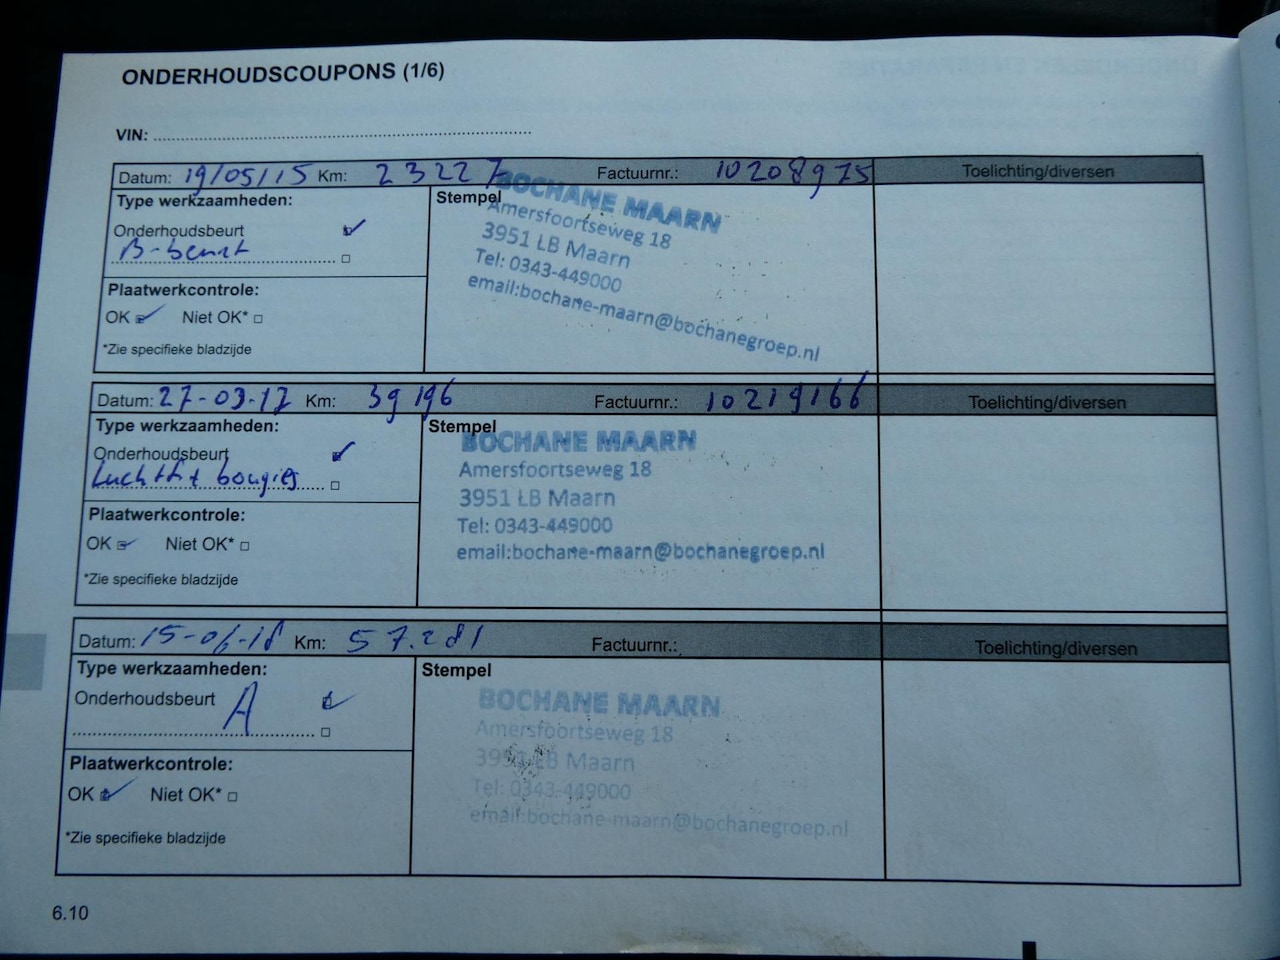 ONDERHOUDSCOUPONS (1/6)
VIN:
Datum: 19/05/15 Km: 23227 Factuurnr.: 10208975 Toelichting/diversen
Type werkzaamheden:
Onderhoudsbeurt
B-beurt
Plaatwerkcontrole:
OK Niet OK*
*Zie specifieke bladzijde
Stempel
BOCHANE MAARN
Amersfoortseweg 18
3951 LB Maarn
Tel: 0343-449000
email:bochane-maarn@bochanegroep.nl
Datum: 27-03-17 Km: 39196 Factuurnr.: 10219166 Toelichting/diversen
Type werkzaamheden:
Onderhoudsbeurt
Luchtfit bougies
Plaatwerkcontrole:
OK Niet OK*
*Zie specifieke bladzijde
Stempel
BOCHANE MAARN
Amersfoortseweg 18
3951 LB Maarn
Tel: 0343-449000
email:bochane-maarn@bochanegroep.nl
Datum: 15-06-18 Km: 57.281 Factuurnr.: Toelichting/diversen
Type werkzaamheden:
Onderhoudsbeurt A
Plaatwerkcontrole:
OK Niet OK*
*Zie specifieke bladzijde
Stempel
BOCHANE MAARN
Amersfoortseweg 18
3951 LB Maarn
Tel: 0343-449000
email:bochane-maarn@bochanegroep.nl
6.10